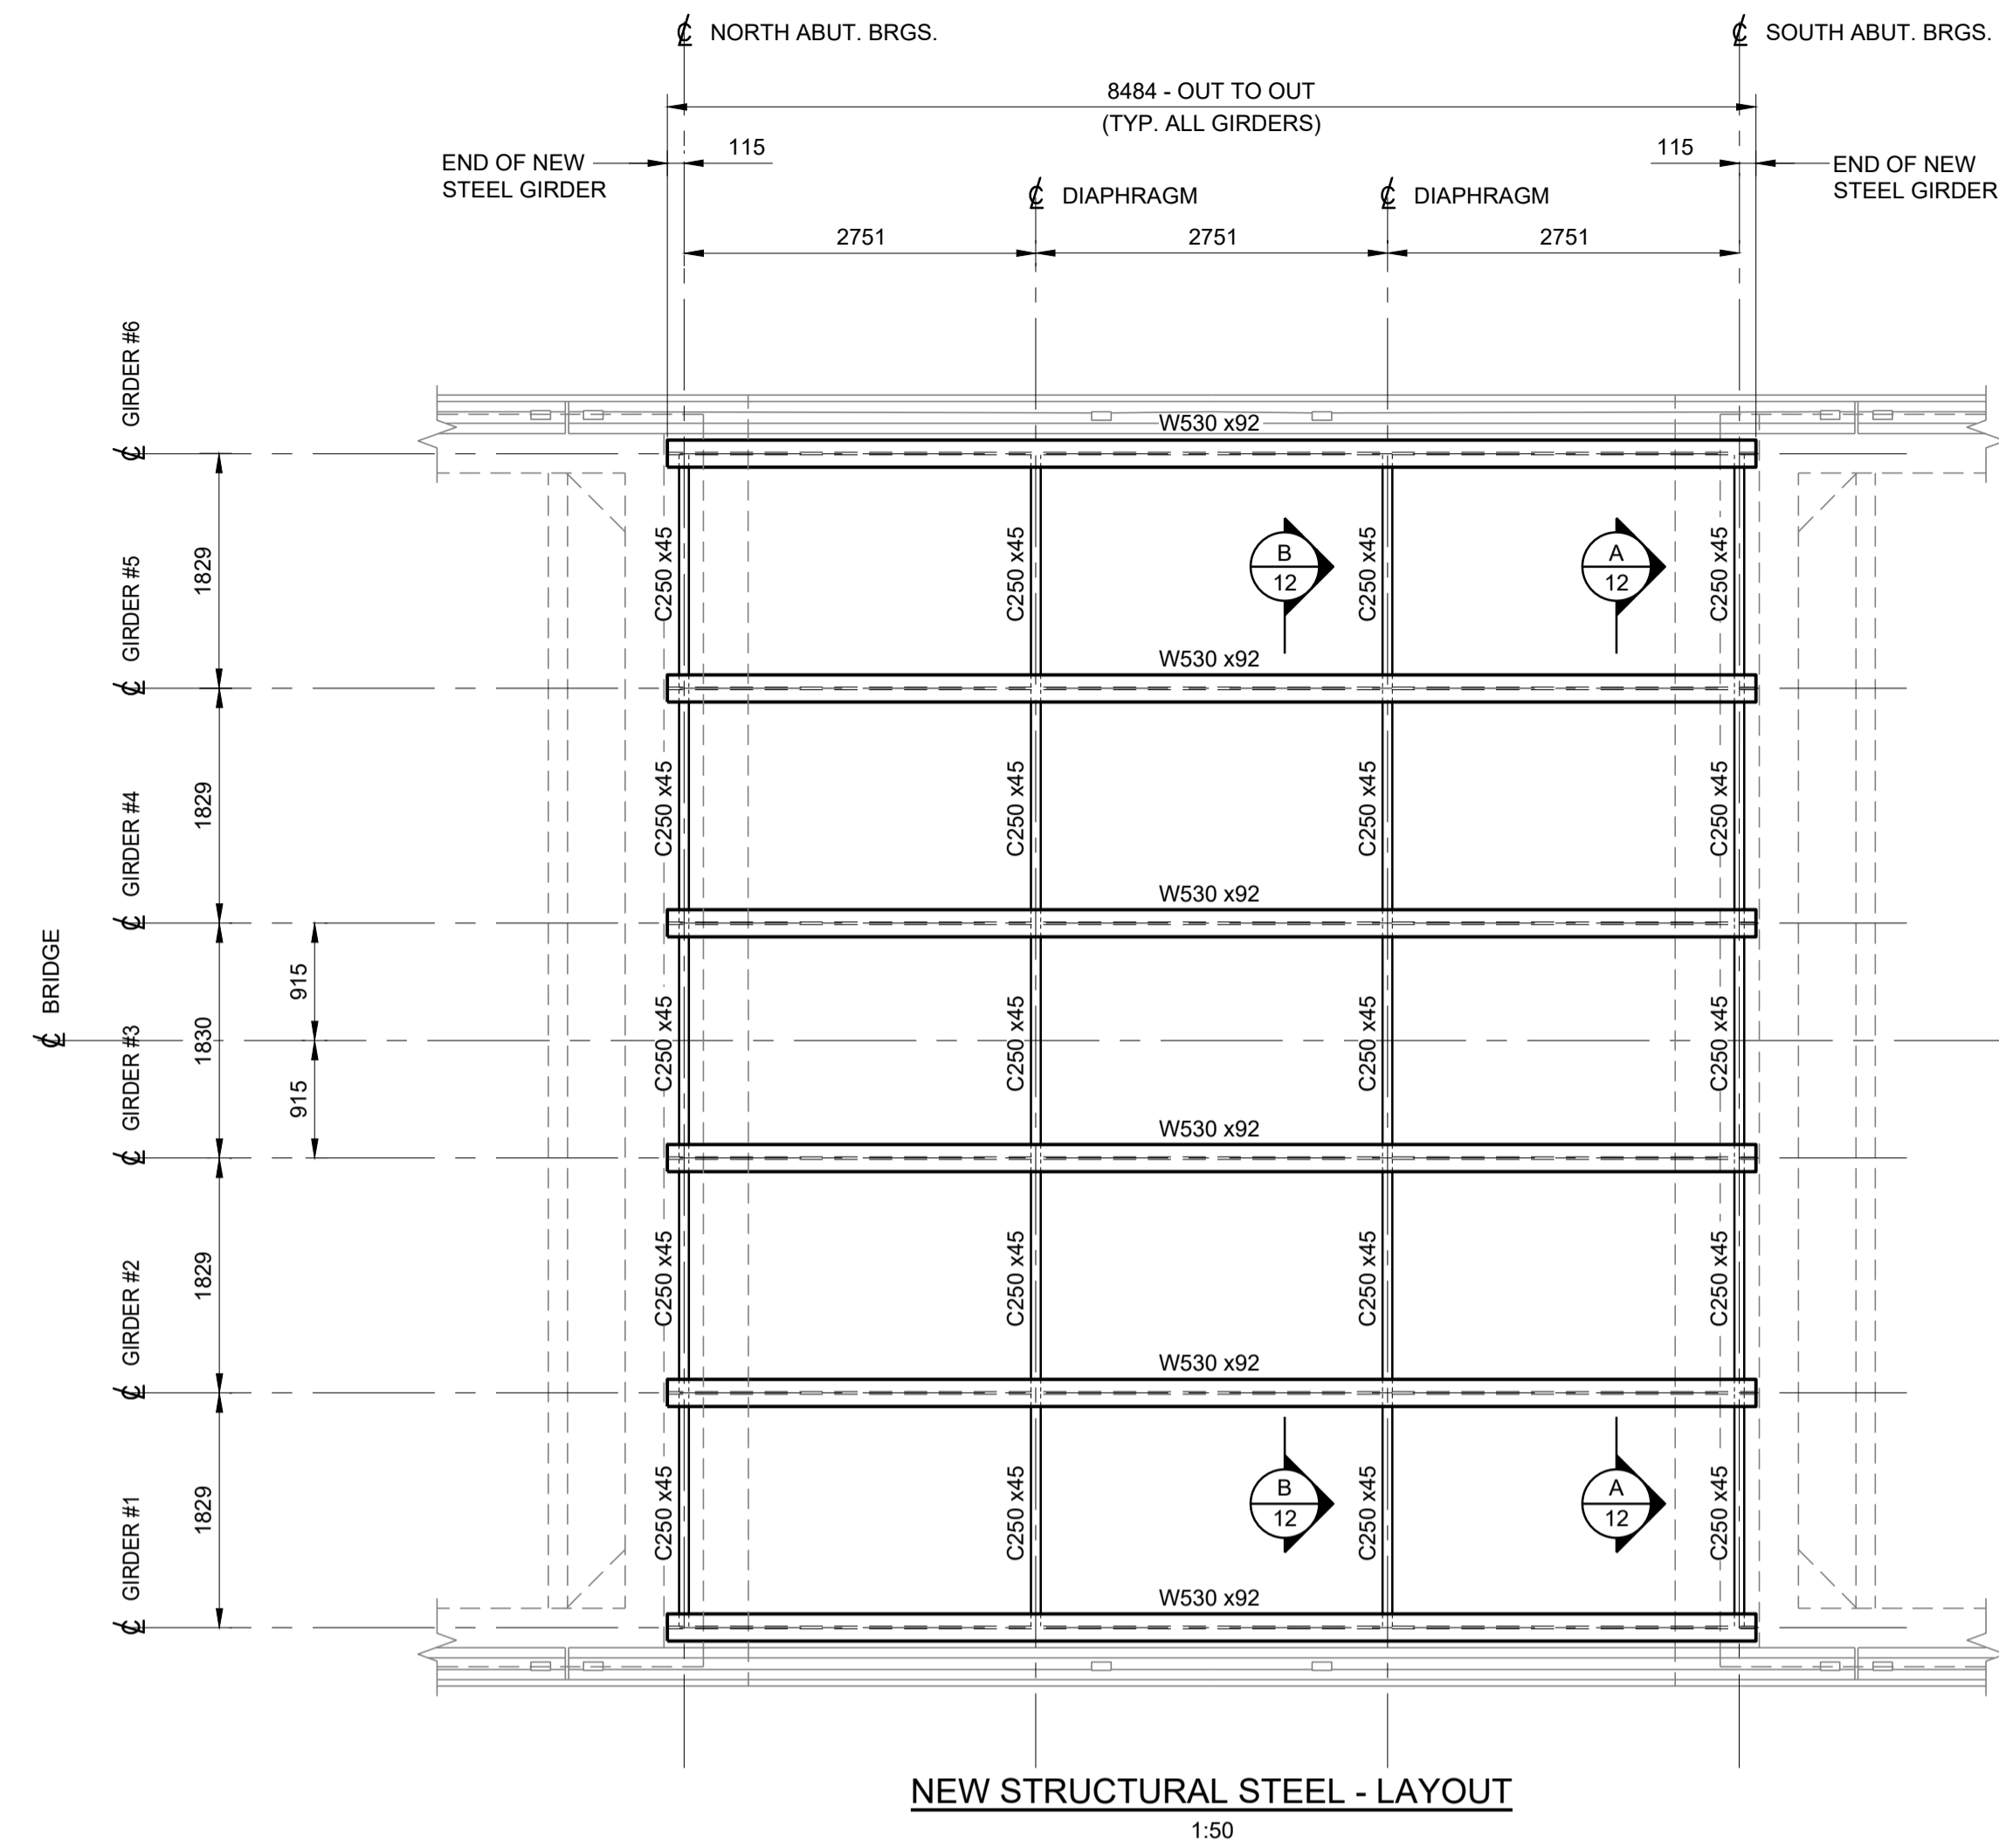 ℄ NORTH ABUT. BRGS.
℄ SOUTH ABUT. BRGS.
8484 - OUT TO OUT
(TYP. ALL GIRDERS)
115
115
END OF NEW
STEEL GIRDER
END OF NEW
STEEL GIRDER
℄ DIAPHRAGM
℄ DIAPHRAGM
2751
2751
2751
℄ GIRDER #6
W530 x92
1829
C250 x45
C250 x45
B
12
C250 x45
A
12
C250 x45
℄ GIRDER #5
W530 x92
1829
C250 x45
C250 x45
C250 x45
C250 x45
℄ GIRDER #4
W530 x92
℄ BRIDGE
915
1830
915
C250 x45
C250 x45
C250 x45
C250 x45
℄ GIRDER #3
W530 x92
1829
C250 x45
C250 x45
C250 x45
C250 x45
℄ GIRDER #2
W530 x92
1829
C250 x45
C250 x45
B
12
C250 x45
A
12
C250 x45
℄ GIRDER #1
W530 x92
NEW STRUCTURAL STEEL - LAYOUT
1:50